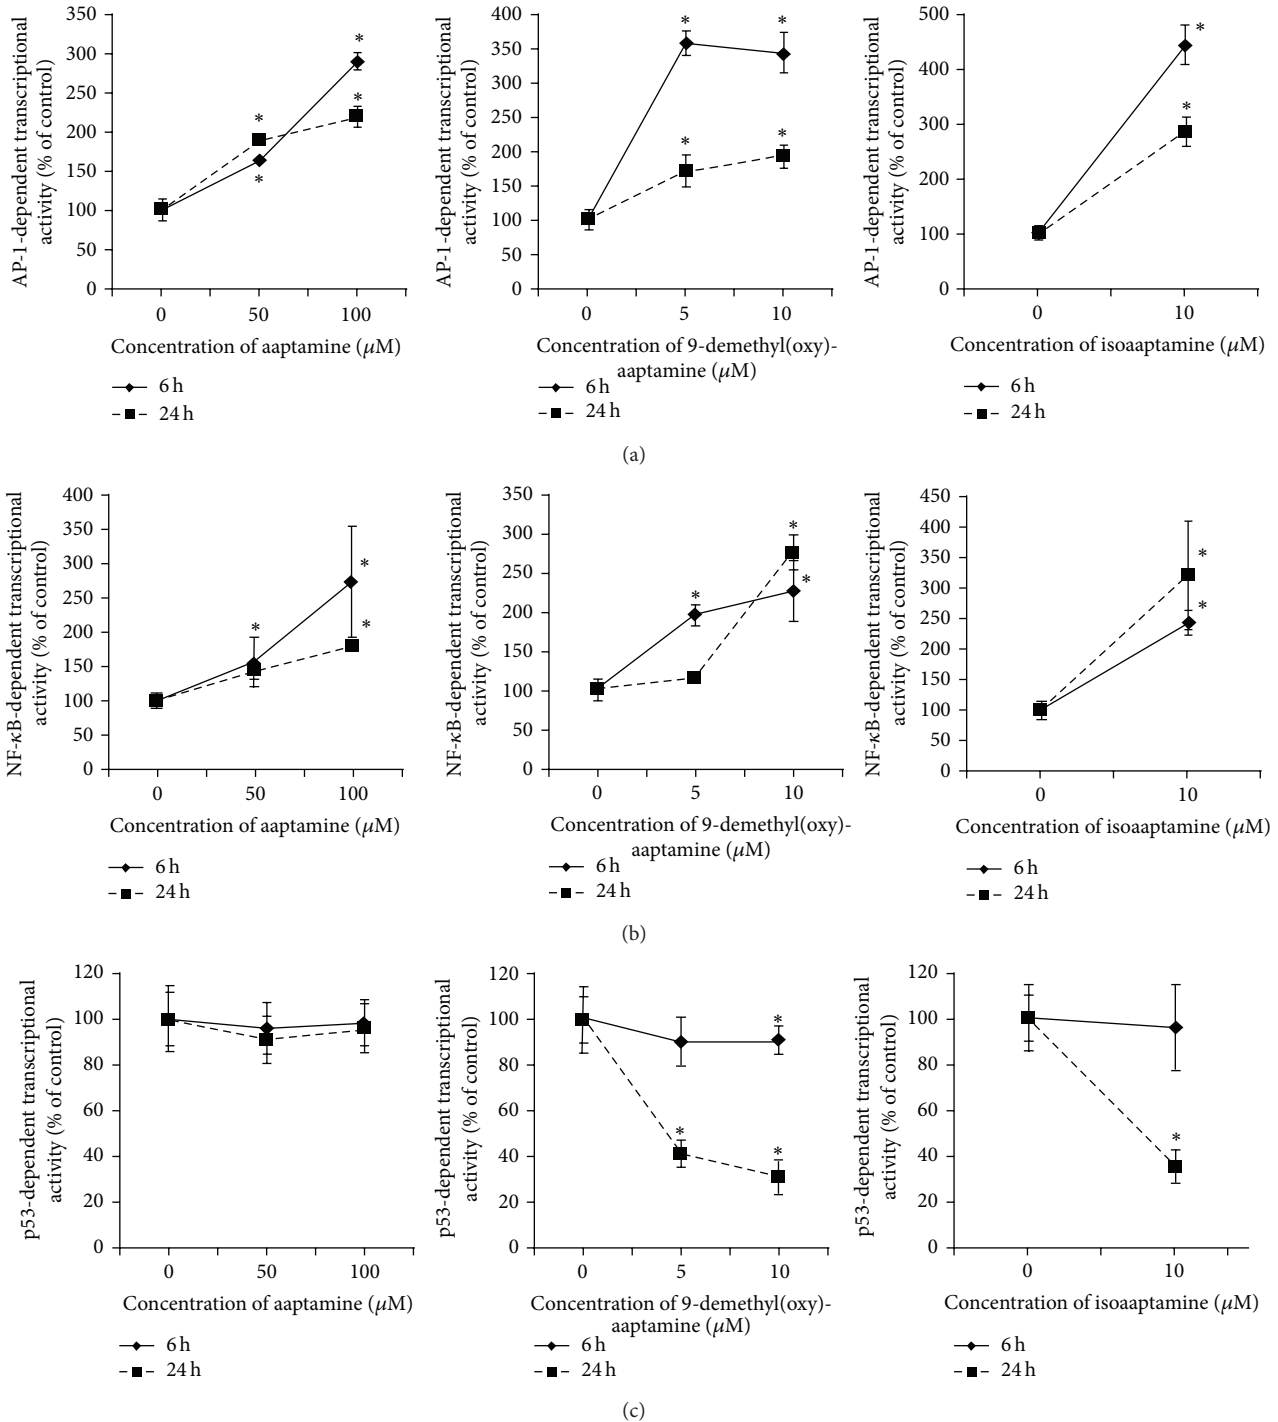 AP-1-dependent transcriptional
activity (% of control)
350
300
250
200
150
100
50
0
*
*
*
*
0 50 100
Concentration of aaptamine (μM)
6 h
24 h
AP-1-dependent transcriptional
activity (% of control)
400
350
300
250
200
150
100
50
0
*
*
*
*
0 5 10
Concentration of 9-demethyl(oxy)-
aaptamine (μM)
6 h
24 h
AP-1-dependent transcriptional
activity (% of control)
500
400
300
200
100
0
*
*
0 10
Concentration of isoaaptamine (μM)
6 h
24 h
(a)
NF-κB-dependent transcriptional
activity (% of control)
400
350
300
250
200
150
100
50
0
*
*
*
0 50 100
Concentration of aaptamine (μM)
6 h
24 h
NF-κB-dependent transcriptional
activity (% of control)
350
300
250
200
150
100
50
0
*
*
*
0 5 10
Concentration of 9-demethyl(oxy)-
aaptamine (μM)
6 h
24 h
NF-κB-dependent transcriptional
activity (% of control)
450
400
350
300
250
200
150
100
50
0
*
*
0 10
Concentration of isoaaptamine (μM)
6 h
24 h
(b)
p53-dependent transcriptional
activity (% of control)
120
100
80
60
40
20
0
0 50 100
Concentration of aaptamine (μM)
6 h
24 h
p53-dependent transcriptional
activity (% of control)
120
100
80
60
40
20
0
*
*
*
0 5 10
Concentration of 9-demethyl(oxy)-
aaptamine (μM)
6 h
24 h
p53-dependent transcriptional
activity (% of control)
120
100
80
60
40
20
0
*
0 10
Concentration of isoaaptamine (μM)
6 h
24 h
(c)